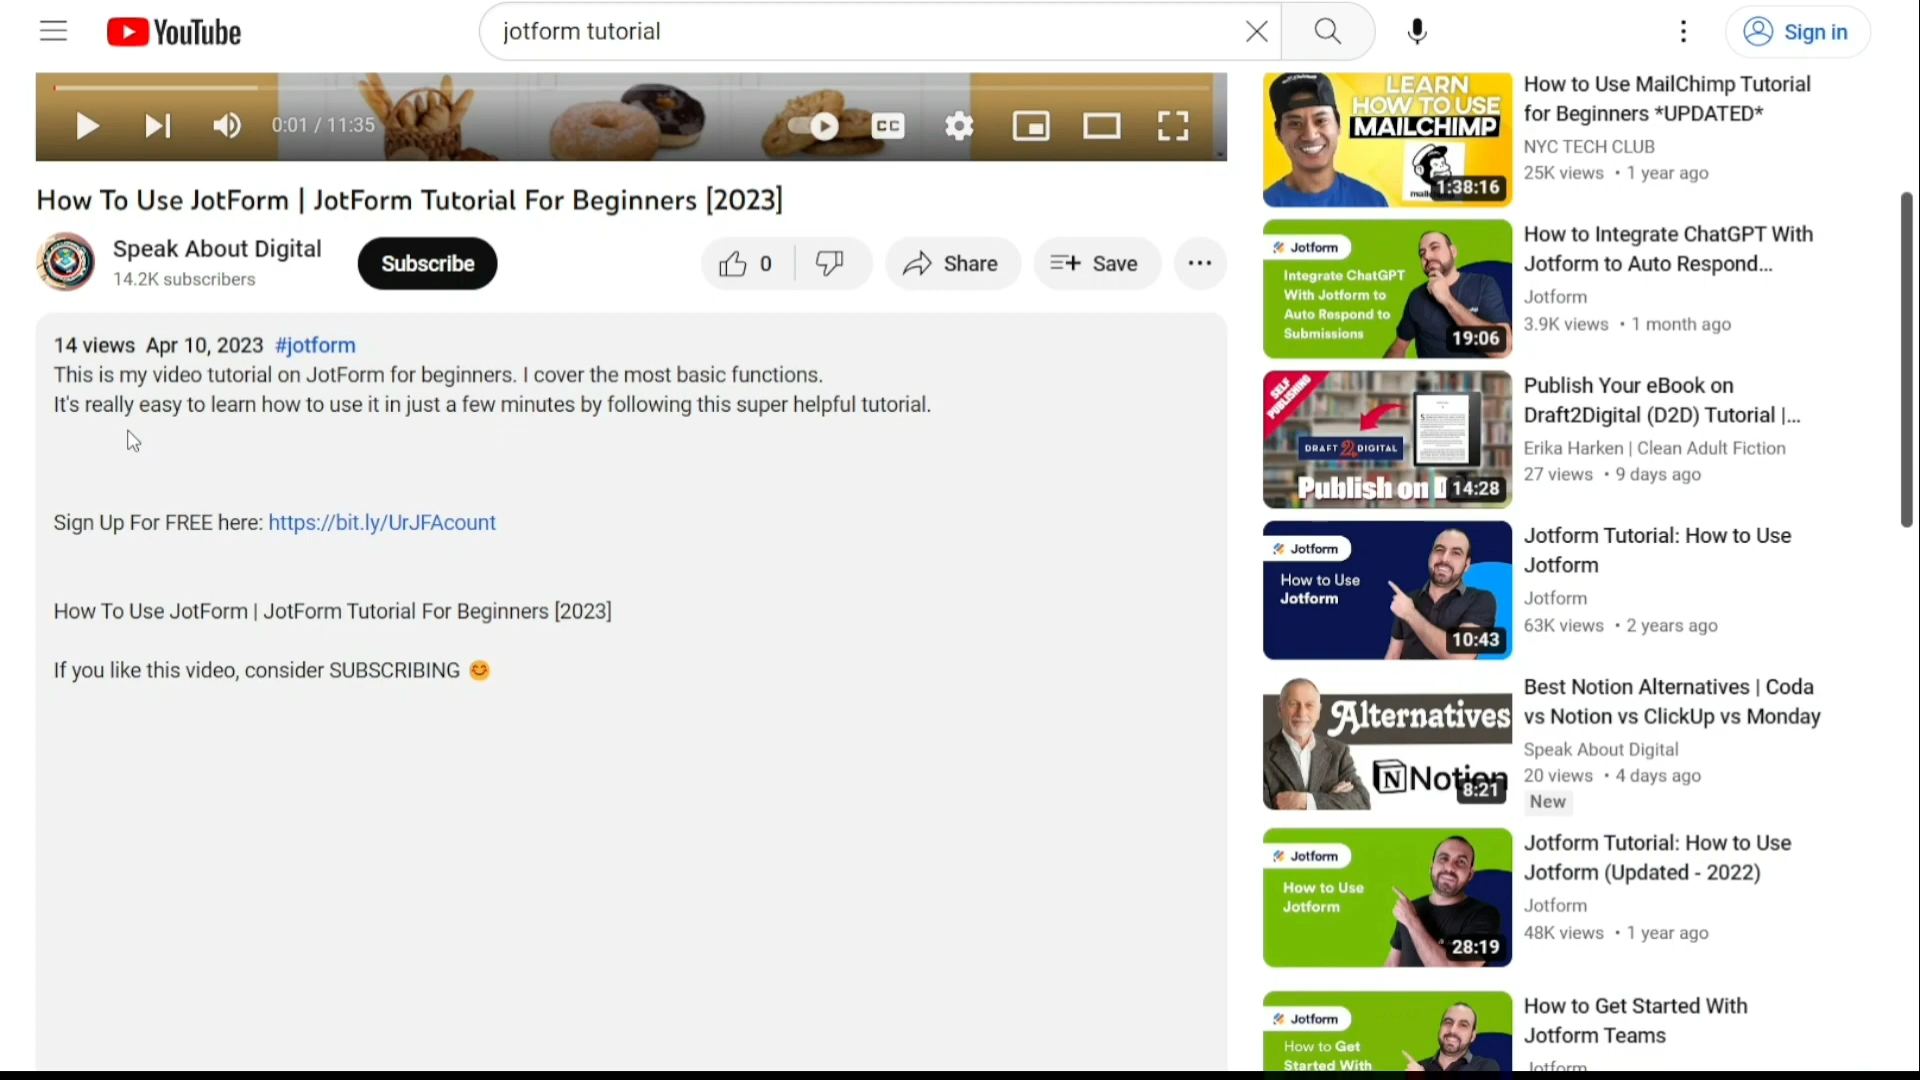 YouTube
jotform tutorial
Sign in
0:01 / 11:35
CC
How To Use JotForm | JotForm Tutorial For Beginners [2023]
Speak About Digital
14.2K subscribers
Subscribe
0
Share
Save
14 views Apr 10, 2023 #jotform
This is my video tutorial on JotForm for beginners. I cover the most basic functions.
It's really easy to learn how to use it in just a few minutes by following this super helpful tutorial.
Sign Up For FREE here: https://bit.ly/UrJFAcount
How To Use JotForm | JotForm Tutorial For Beginners [2023]
If you like this video, consider SUBSCRIBING 😊
LEARN
HOW TO USE
MAILCHIMP
1:38:16
How to Use MailChimp Tutorial
for Beginners *UPDATED*
NYC TECH CLUB
25K views • 1 year ago
Jotform
Integrate ChatGPT
With Jotform to
Auto Respond to
Submissions
19:06
How to Integrate ChatGPT With
Jotform to Auto Respond...
Jotform
3.9K views • 1 month ago
SELF
PUBLISHING
DRAFT 2 DIGITAL
Publish on D
14:28
Publish Your eBook on
Draft2Digital (D2D) Tutorial |...
Erika Harken | Clean Adult Fiction
27 views • 9 days ago
Jotform
How to Use
Jotform
10:43
Jotform Tutorial: How to Use
Jotform
Jotform
63K views • 2 years ago
Alternatives
Notion
8:21
Best Notion Alternatives | Coda
vs Notion vs ClickUp vs Monday
Speak About Digital
20 views • 4 days ago
New
Jotform
How to Use
Jotform
28:19
Jotform Tutorial: How to Use
Jotform (Updated - 2022)
Jotform
48K views • 1 year ago
Jotform
How to Get
Started With
How to Get Started With
Jotform Teams
Jotform